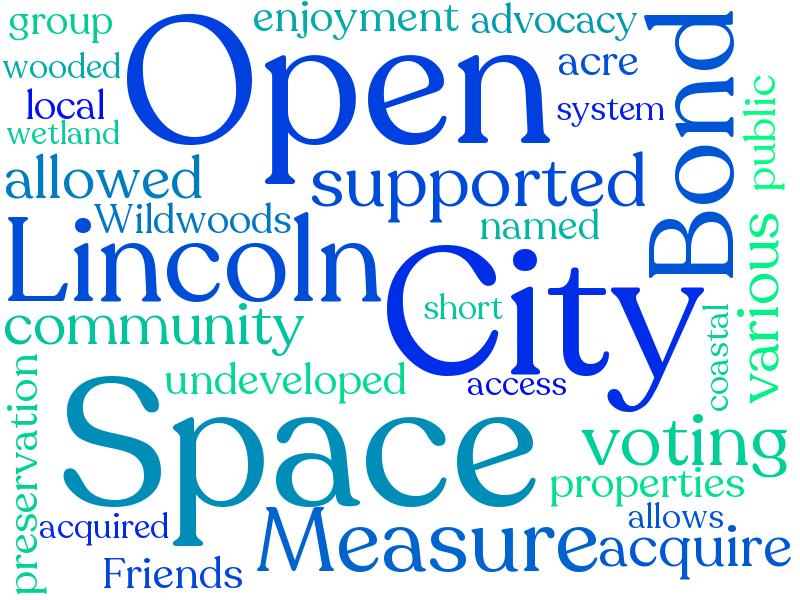 group
enjoyment
advocacy
wooded
Open
acre
Bond
local
system
public
wetland
allowed
supported
Wildwoods
named
Lincoln
City
various
short
community
coastal
undeveloped
access
preservation
Space
voting
properties
acquired
Measure
allows
acquire
Friends